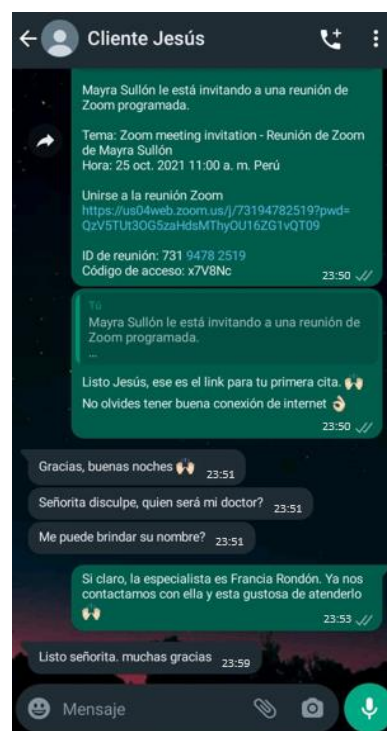 Cliente Jesús
Mayra Sullón le está invitando a una reunión de
Zoom programada.
Tema: Zoom meeting invitation - Reunión de Zoom
de Mayra Sullón
Hora: 25 oct. 2021 11:00 a. m. Perú
Unirse a la reunión Zoom
https://us04web.zoom.us/j/73194782519?pwd=
QzV5TUt3OG5zaHdsMThyOU16ZG1vQT09
ID de reunión: 731 9478 2519
Código de acceso: x7V8Nc
23:50
Tú
Mayra Sullón le está invitando a una reunión de
Zoom programada.
...
Listo Jesús, ese es el link para tu primera cita. 🙌🏻
No olvides tener buena conexión de internet 👌🏻
23:50
Gracias, buenas noches 🙌🏻 23:51
Señorita disculpe, quien será mi doctor? 23:51
Me puede brindar su nombre? 23:51
Si claro, la especialista es Francia Rondón. Ya nos
contactamos con ella y esta gustosa de atenderlo
🙌🏻
23:53
Listo señorita. muchas gracias 23:59
Mensaje